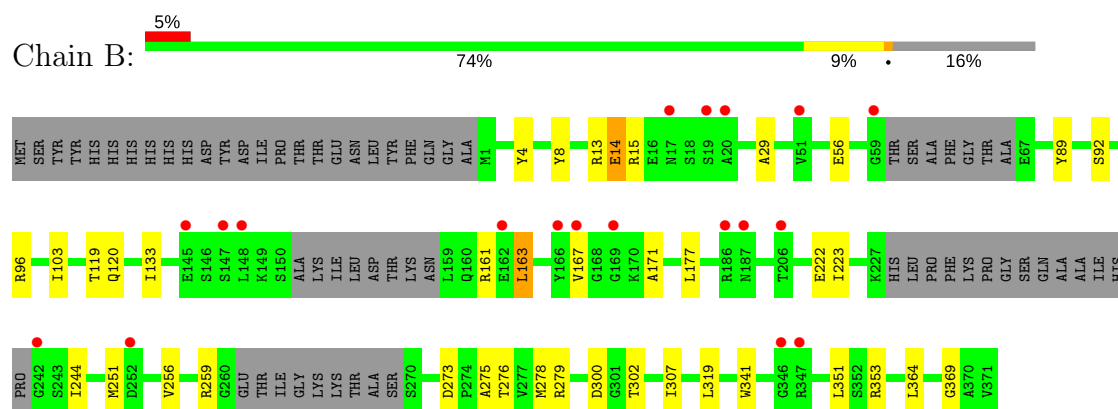 5%
Chain B:
74% 9% • 16%
MET SER TYR TYR HIS HIS HIS HIS HIS HIS ASP TYR ASP ILE PRO THR THR GLU ASN LEU TYR PHE GLN GLY ALA M1 Y4 Y8 R13 E14 R15 E16 N17 S18 S19 A20 A29 V51 E56 G59 THR SER ALA PHE GLY THR ALA E67 Y89 S92
R96 I103 T119 Q120 I133 E145 S146 S147 L148 K149 S150 ALA LYS ILE LEU ASP THR LYS ASN L159 Q160 R161 E162 L163 Y166 V167 G168 G169 K170 A171 L177 R186 N187 T206 E222 I223 K227 HIS LEU PRO PHE LYS PRO GLY SER GLN ALA ALA ILE HIS
PRO G242 S243 I244 M251 D252 V256 R259 G260 GLU THR ILE GLY LYS LYS THR ALA S270 D273 P274 A275 T276 V277 M278 R279 D300 G301 T302 I307 L319 W341 G346 R347 L351 S352 R353 L364 G369 A370 V371